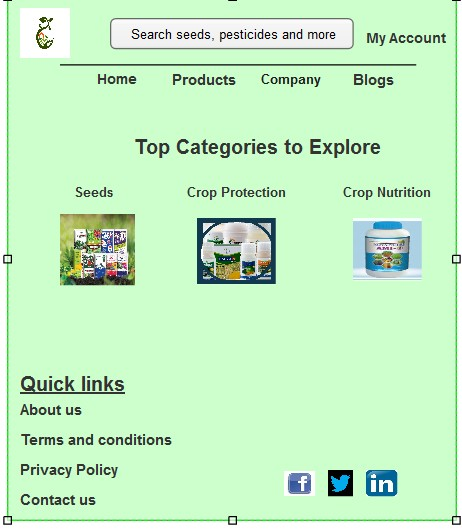 Search seeds, pesticides and more
My Account
Home Products Company Blogs
Top Categories to Explore
Seeds Crop Protection Crop Nutrition
Quick links
About us
Terms and conditions
Privacy Policy
Contact us
f
in